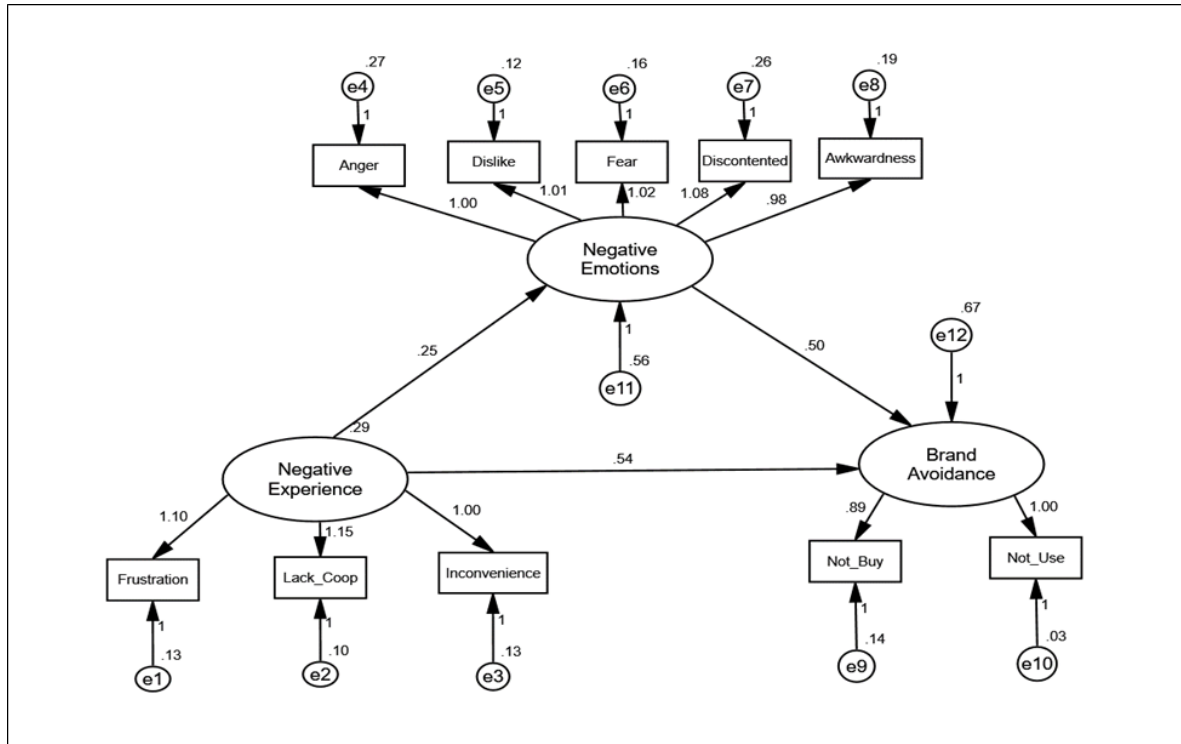 .27
.12
.16
.26
.19
e4
e5
e6
e7
e8
1
1
1
1
1
Anger
Dislike
Fear
Discontented
Awkwardness
1.00
1.01
1.02
1.08
.98
Negative
Emotions
.67
e12
1
1
.56
e11
.25
.50
.29
Negative
Experience
.54
Brand
Avoidance
1.10
1.15
1.00
.89
1.00
Frustration
Lack_Coop
Inconvenience
Not_Buy
Not_Use
1
1
1
1
1
.13
.10
.13
.14
.03
e1
e2
e3
e9
e10